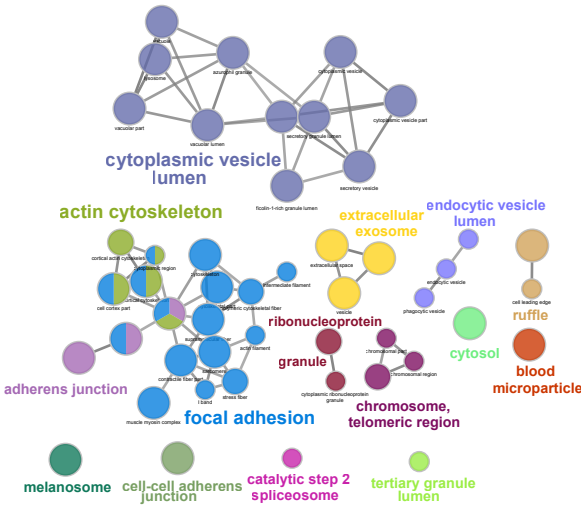 vacuole
lysosome
azurophil granule
cytoplasmic vesicle
vacuolar part
cytoplasmic vesicle part
secretory granule lumen
vacuolar lumen
cytoplasmic vesicle
lumen
secretory vesicle
ficolin-1-rich granule lumen
actin cytoskeleton
extracellular
exosome
endocytic vesicle
lumen
cortical actin cytoskeleton
cytoplasmic region
cytoskeleton
extracellular space
endocytic vesicle
intermediate filament
cell cortex part
cortical cytoskeleton
polymeric cytoskeletal fiber
vesicle
phagocytic vesicle
cell leading edge
ruffle
ribonucleoprotein
granule
actin filament
chromosomal part
chromosomal region
cytosol
blood
microparticle
sarcomere
contractile fiber part
adherens junction
I band
stress fiber
cytoplasmic ribonucleoprotein
granule
muscle myosin complex
focal adhesion
chromosome,
telomeric region
melanosome
cell-cell adherens
junction
catalytic step 2
spliceosome
tertiary granule
lumen